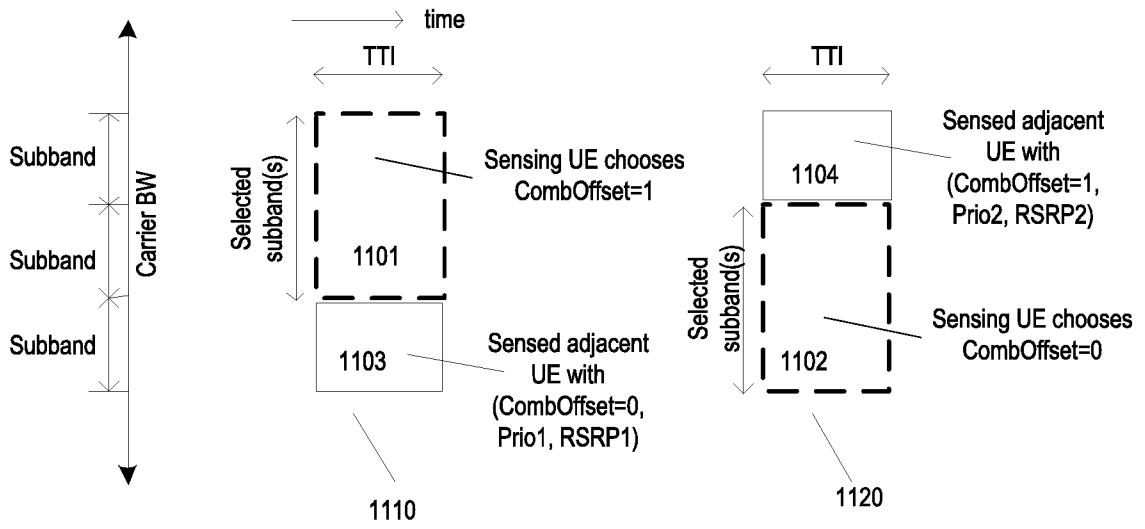 time
TTI
TTI
Subband
Subband
Subband
Carrier BW
Selected
subband(s)
Sensing UE chooses
CombOffset=1
1101
1103
Sensed adjacent
UE with
(CombOffset=0,
Prio1, RSRP1)
1110
Selected
subband(s)
1104
Sensed adjacent
UE with
(CombOffset=1,
Prio2, RSRP2)
Sensing UE chooses
CombOffset=0
1102
1120